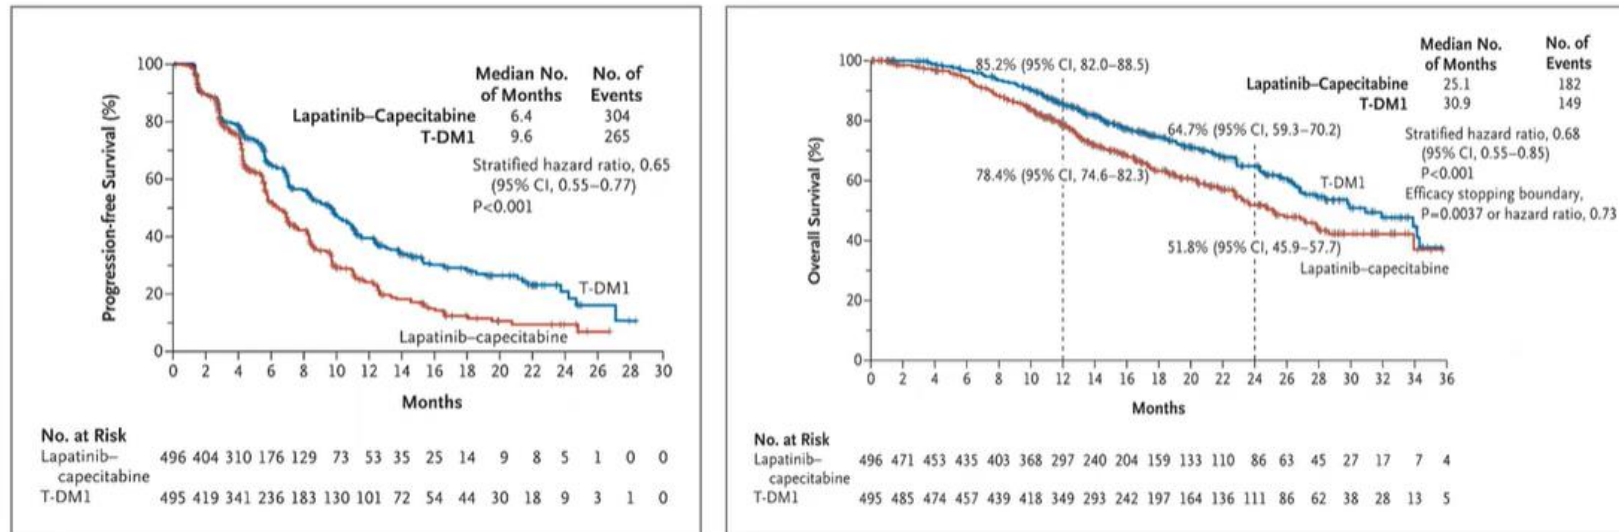 Median No. No. of
of Months Events
Lapatinib–Capecitabine 6.4 304
T-DM1 9.6 265
Stratified hazard ratio, 0.65
(95% CI, 0.55–0.77)
P<0.001
Progression-free Survival (%)
100
80
60
40
20
0
T-DM1
Lapatinib–capecitabine
0 2 4 6 8 10 12 14 16 18 20 22 24 26 28 30
Months
No. at Risk
Lapatinib–
capecitabine
496 404 310 176 129 73 53 35 25 14 9 8 5 1 0 0
T-DM1 495 419 341 236 183 130 101 72 54 44 30 18 9 3 1 0
Median No. No. of
of Months Events
Lapatinib–Capecitabine 25.1 182
T-DM1 30.9 149
Stratified hazard ratio, 0.68
(95% CI, 0.55–0.85)
P<0.001
Efficacy stopping boundary,
P=0.0037 or hazard ratio, 0.73
85.2% (95% CI, 82.0–88.5)
64.7% (95% CI, 59.3–70.2)
78.4% (95% CI, 74.6–82.3)
51.8% (95% CI, 45.9–57.7)
T-DM1
Lapatinib–capecitabine
Overall Survival (%)
100
80
60
40
20
0
0 2 4 6 8 10 12 14 16 18 20 22 24 26 28 30 32 34 36
Months
No. at Risk
Lapatinib–
capecitabine
496 471 453 435 403 368 297 240 204 159 133 110 86 63 45 27 17 7 4
T-DM1 495 485 474 457 439 418 349 293 242 197 164 136 111 86 62 38 28 13 5